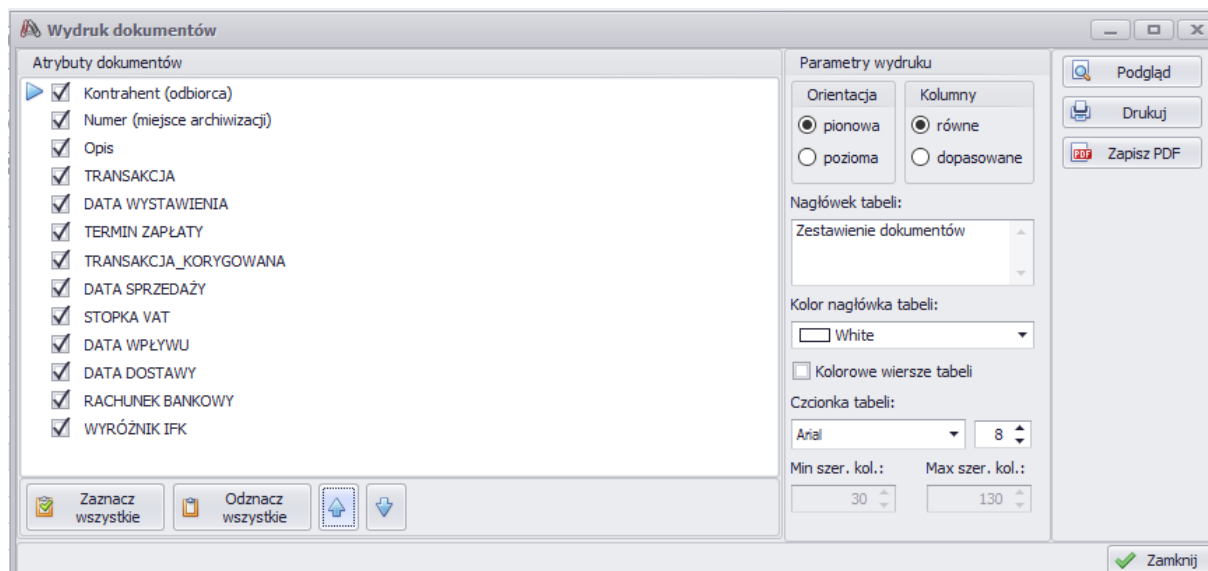 Wydruk dokumentów
Atrybuty dokumentów
Kontrahent (odbiorca)
Numer (miejsce archiwizacji)
Opis
TRANSAKCJA
DATA WYSTAWIENIA
TERMIN ZAPŁATY
TRANSAKCJA_KORYGOWANA
DATA SPRZEDAŻY
STOPKA VAT
DATA WPŁYWU
DATA DOSTAWY
RACHUNEK BANKOWY
WYRÓŻNIK IFK
Zaznacz
wszystkie
Odznacz
wszystkie
Parametry wydruku
Orientacja
pionowa
pozioma
Kolumny
równe
dopasowane
Nagłówek tabeli:
Zestawienie dokumentów
Kolor nagłówka tabeli:
White
Kolorowe wiersze tabeli
Czcionka tabeli:
Arial 8
Min szer. kol.: Max szer. kol.:
30 130
Podgląd
Drukuj
PDF Zapisz PDF
Zamknij